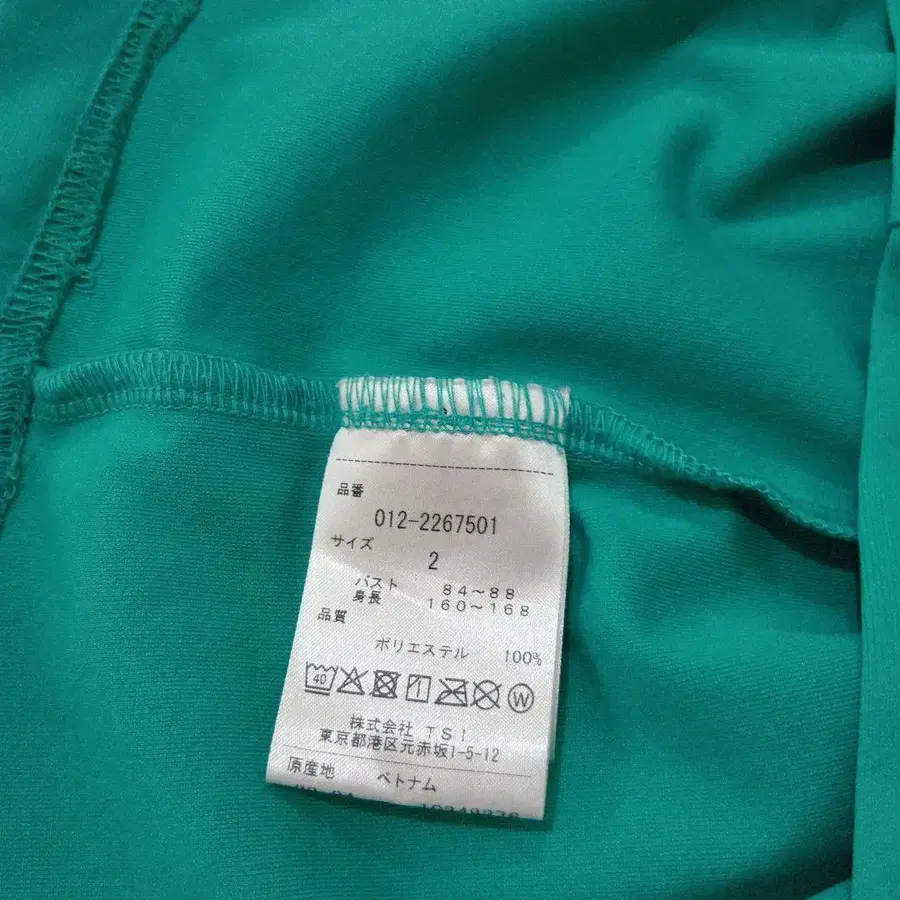 品番
012-2267501
サイズ
2
バスト 84～88
身長 160～168
品質
ポリエステル 100%
40 W
株式会社 TSI
東京都港区元赤坂1-5-12
原産地 ベトナム